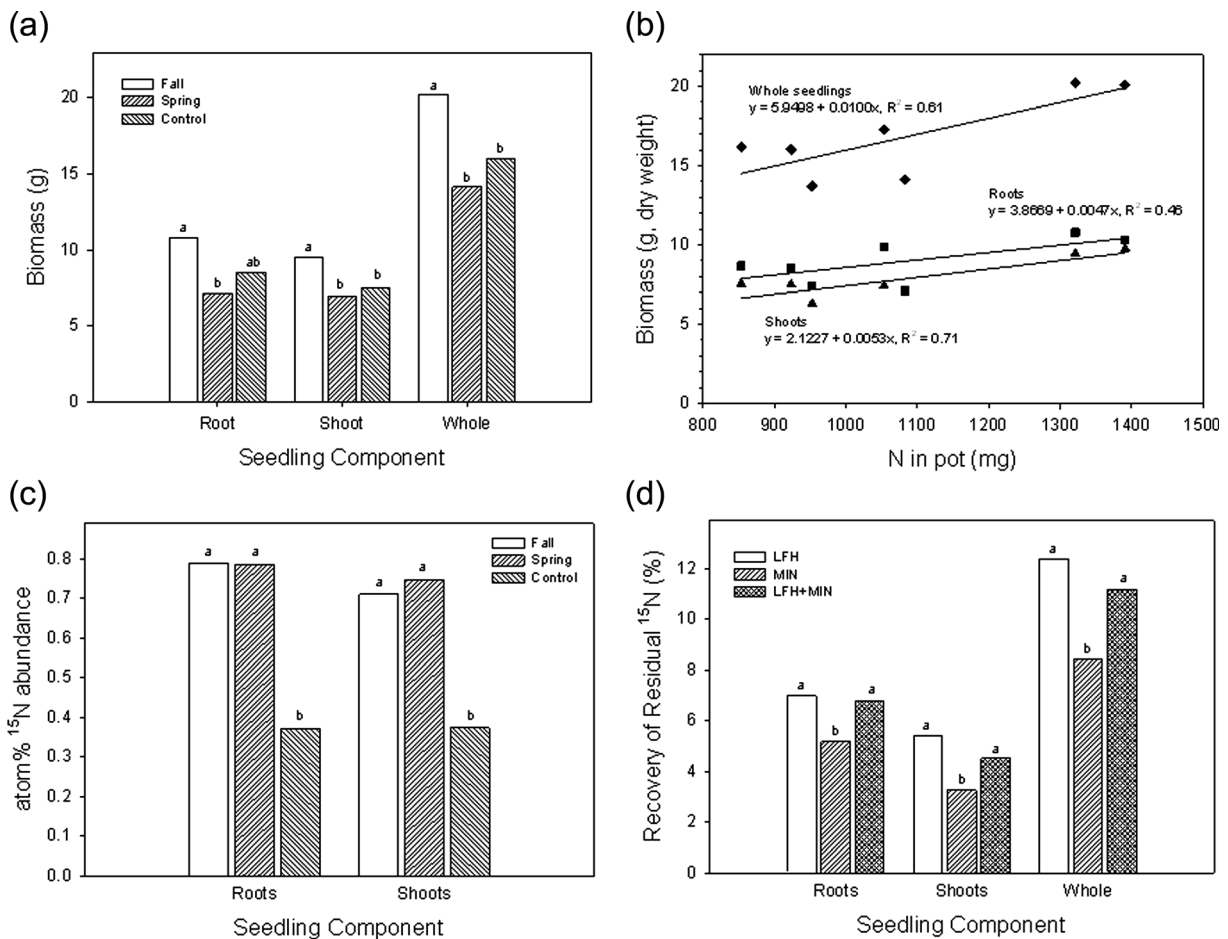 (a)
Biomass (g)
20
15
10
5
0
Fall
Spring
Control
a
b
ab
a
b
b
a
b
b
Root
Shoot
Whole
Seedling Component
(b)
Biomass (g, dry weight)
20
15
10
5
0
Whole seedlings
y = 5.9498 + 0.0100x, R² = 0.61
Roots
y = 3.8669 + 0.0047x, R² = 0.46
Shoots
y = 2.1227 + 0.0053x, R² = 0.71
800
900
1000
1100
1200
1300
1400
1500
N in pot (mg)
(c)
atom% ¹⁵N abundance
0.8
0.7
0.6
0.5
0.4
0.3
0.2
0.1
0.0
Fall
Spring
Control
a
a
b
a
a
b
Roots
Shoots
Seedling Component
(d)
Recovery of Residual ¹⁵N (%)
12
10
8
6
4
2
0
LFH
MIN
LFH+MIN
a
b
a
a
b
a
a
b
a
Roots
Shoots
Whole
Seedling Component